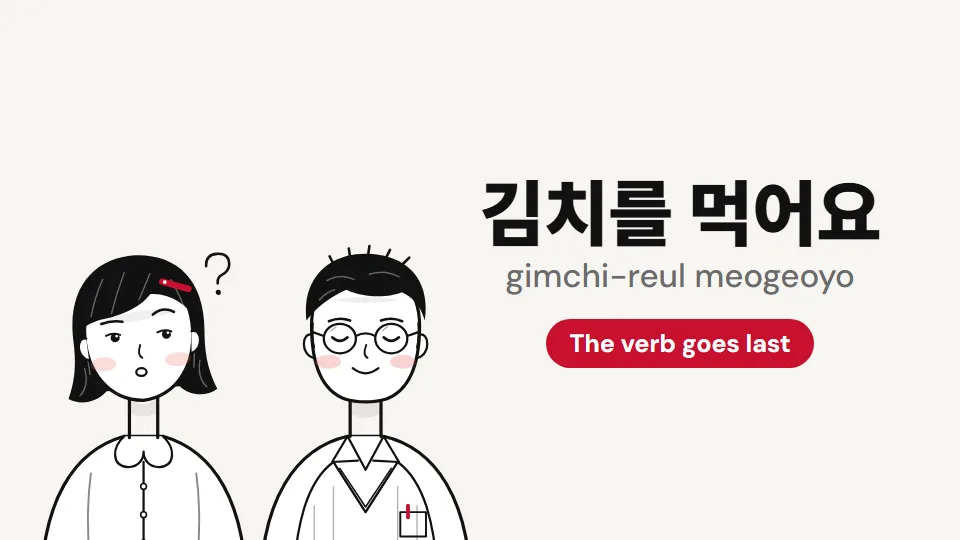 김치를 먹어요
gimchi-reul meogeoyo
The verb goes last
?